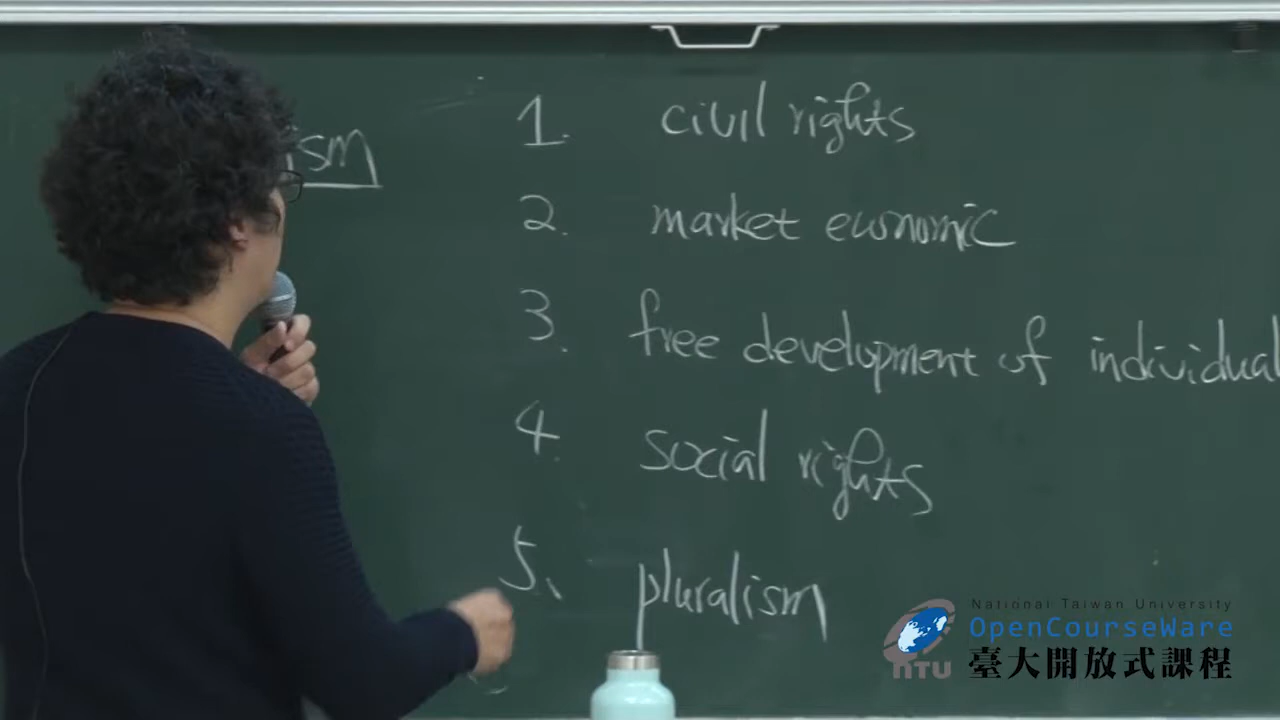 ism
1. civil rights
2. market economic
3. free development of individual
4. social rights
5. pluralism
National Taiwan University
OpenCourseWare
NTU 臺大開放式課程